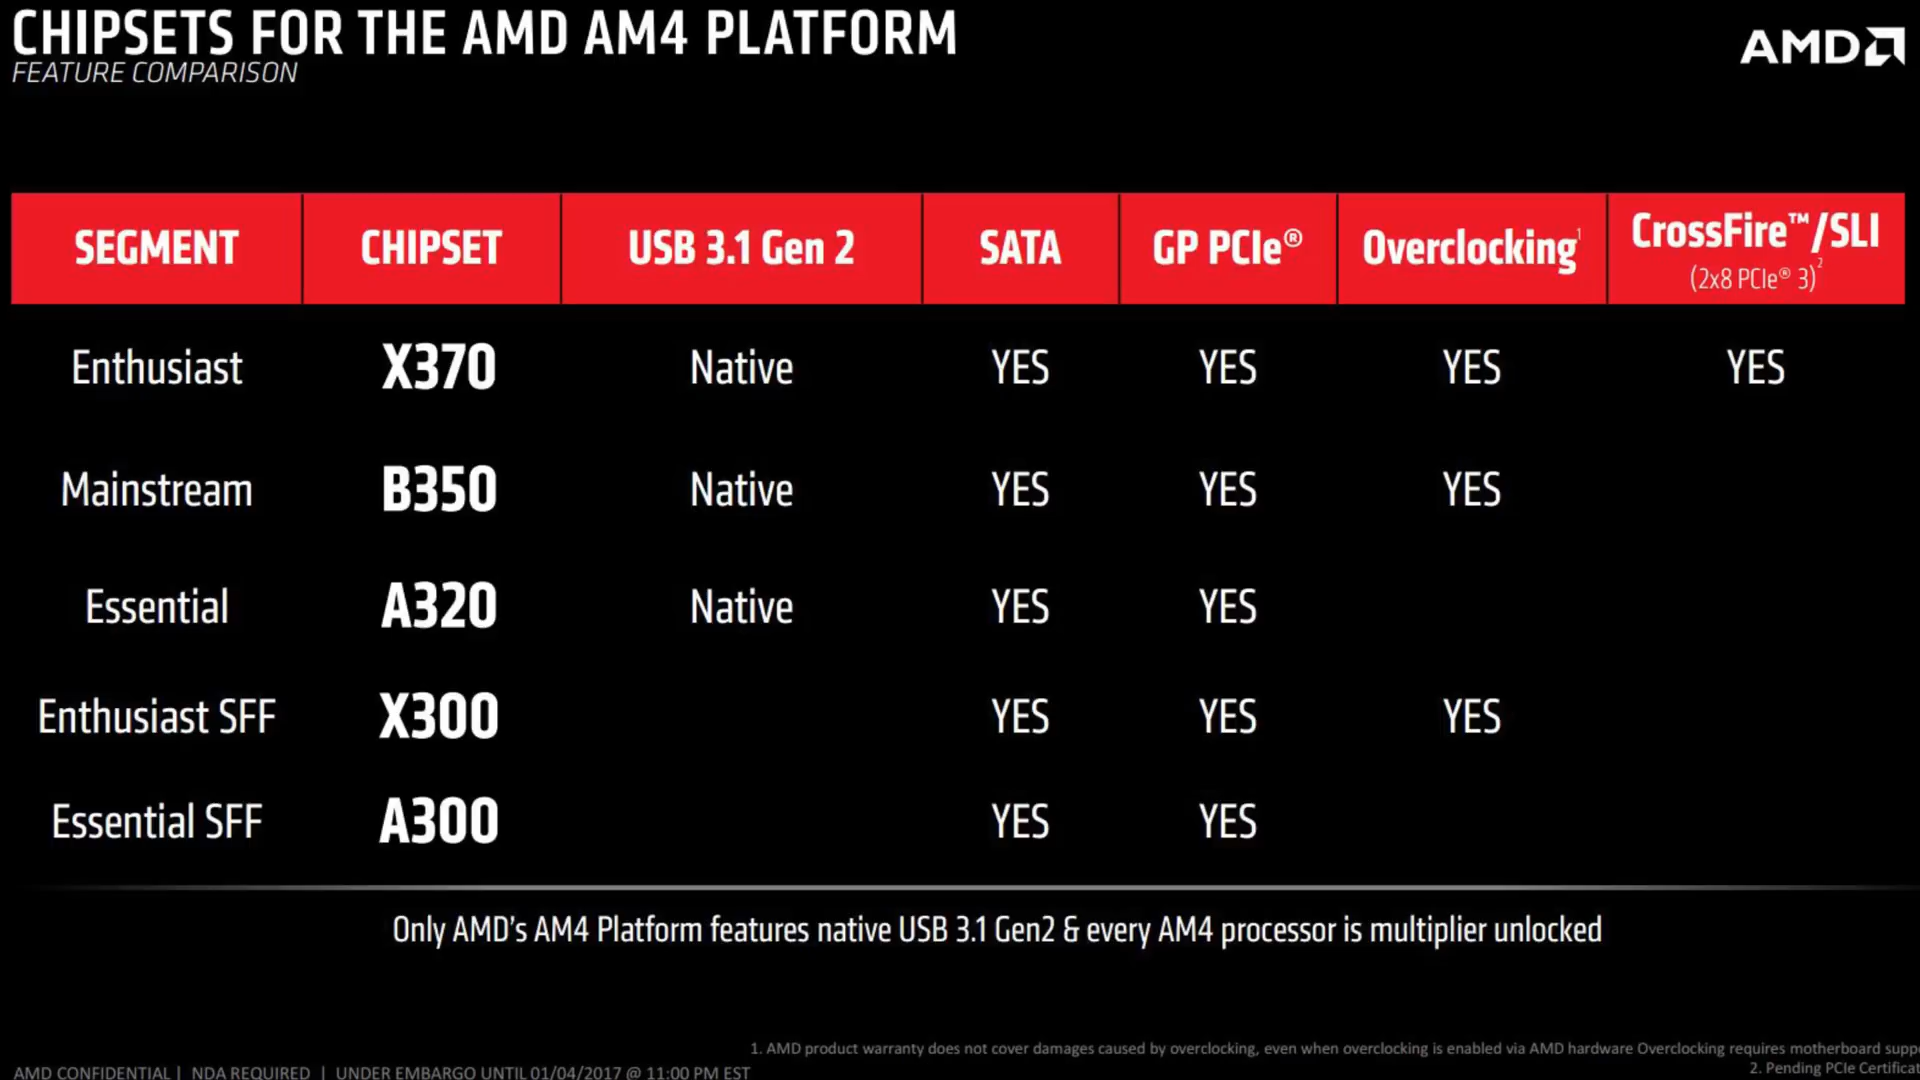 CHIPSETS FOR THE AMD AM4 PLATFORM
FEATURE COMPARISON
AMD
SEGMENT CHIPSET USB 3.1 Gen 2 SATA GP PCIe® Overclocking¹ CrossFire™/SLI
(2x8 PCIe® 3)²
Enthusiast X370 Native YES YES YES YES
Mainstream B350 Native YES YES YES
Essential A320 Native YES YES
Enthusiast SFF X300 YES YES YES
Essential SFF A300 YES YES
Only AMD's AM4 Platform features native USB 3.1 Gen2 & every AM4 processor is multiplier unlocked
1. AMD product warranty does not cover damages caused by overclocking, even when overclocking is enabled via AMD hardware Overclocking requires motherboard supp
2. Pending PCIe Certificat
AMD CONFIDENTIAL | NDA REQUIRED | UNDER EMBARGO UNTIL 01/04/2017 @ 11:00 PM EST